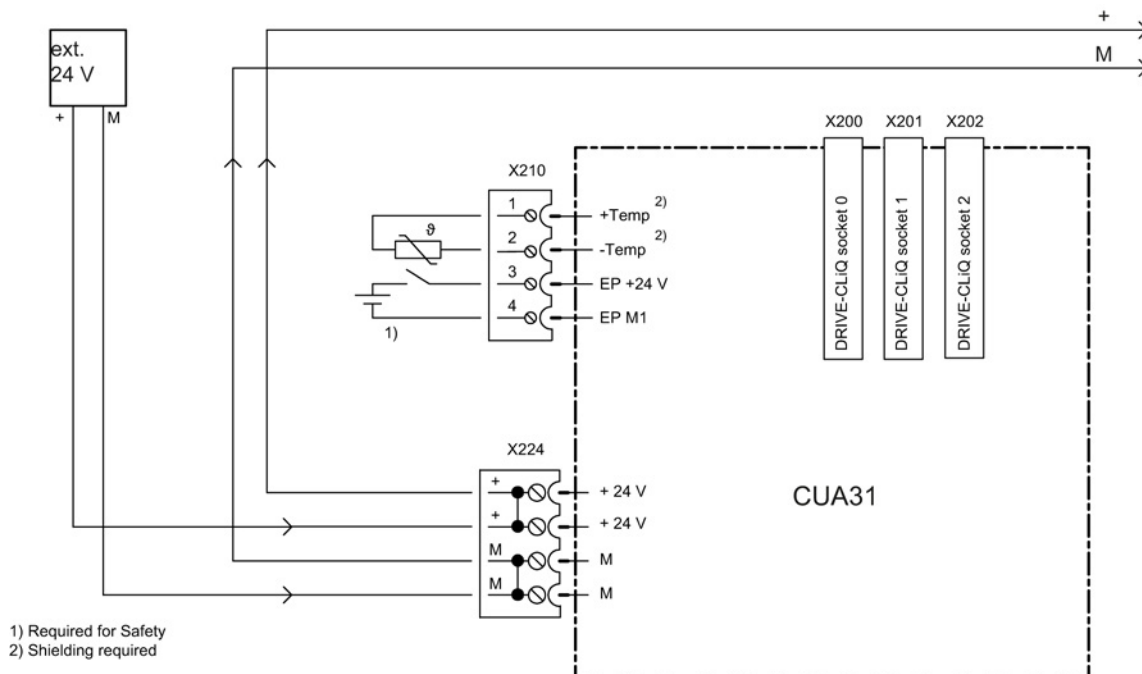 +
M
ext.
24 V
+ M
X200 X201 X202
DRIVE-CLiQ socket 0
DRIVE-CLiQ socket 1
DRIVE-CLiQ socket 2
X210
1 +Temp 2)
ϑ
2 -Temp 2)
3 EP +24 V
4 EP M1
1)
X224
+ + 24 V
+ + 24 V
M M
M M
CUA31
1) Required for Safety
2) Shielding required